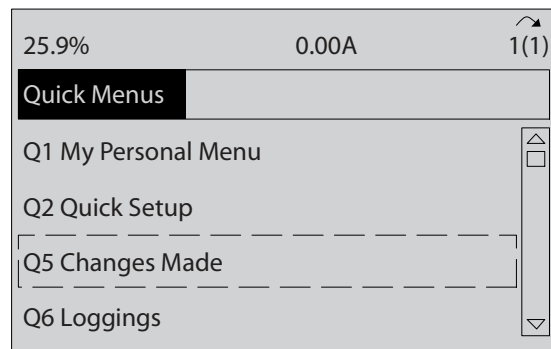 25.9% 0.00A 1(1)
Quick Menus
Q1 My Personal Menu
Q2 Quick Setup
Q5 Changes Made
Q6 Loggings